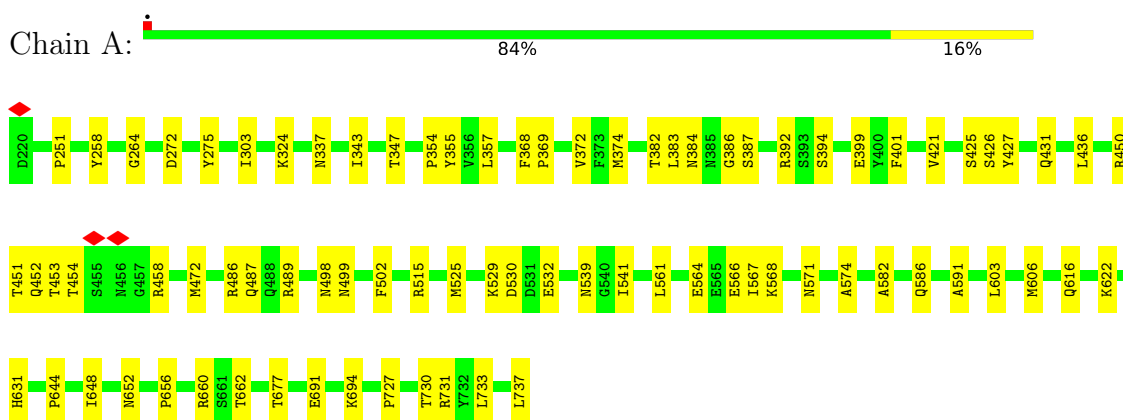 Chain A:
84% 16%
D220 P251 Y258 G264 D272 Y275 I303 K324 N337 I343 T347 P354 Y355 V356 L357 F368 P369 V372 F373 M374 T382 L383 N384 N385 G386 S387 R392 S393 S394 E399 Y400 F401 V421 S425 S426 Y427 Q431 L436 R450
T451 Q452 T453 T454 S455 N456 G457 R458 M472 R486 Q487 Q488 R489 N498 N499 F502 R515 M525 K529 D530 D531 E532 N539 G540 I541 L561 E564 E565 E566 I567 K568 N571 A574 A582 Q586 A591 L603 M606 Q616 K622
H631 P644 I648 N652 P656 R660 S661 T662 T677 E691 K694 P727 T730 R731 Y732 L733 L737